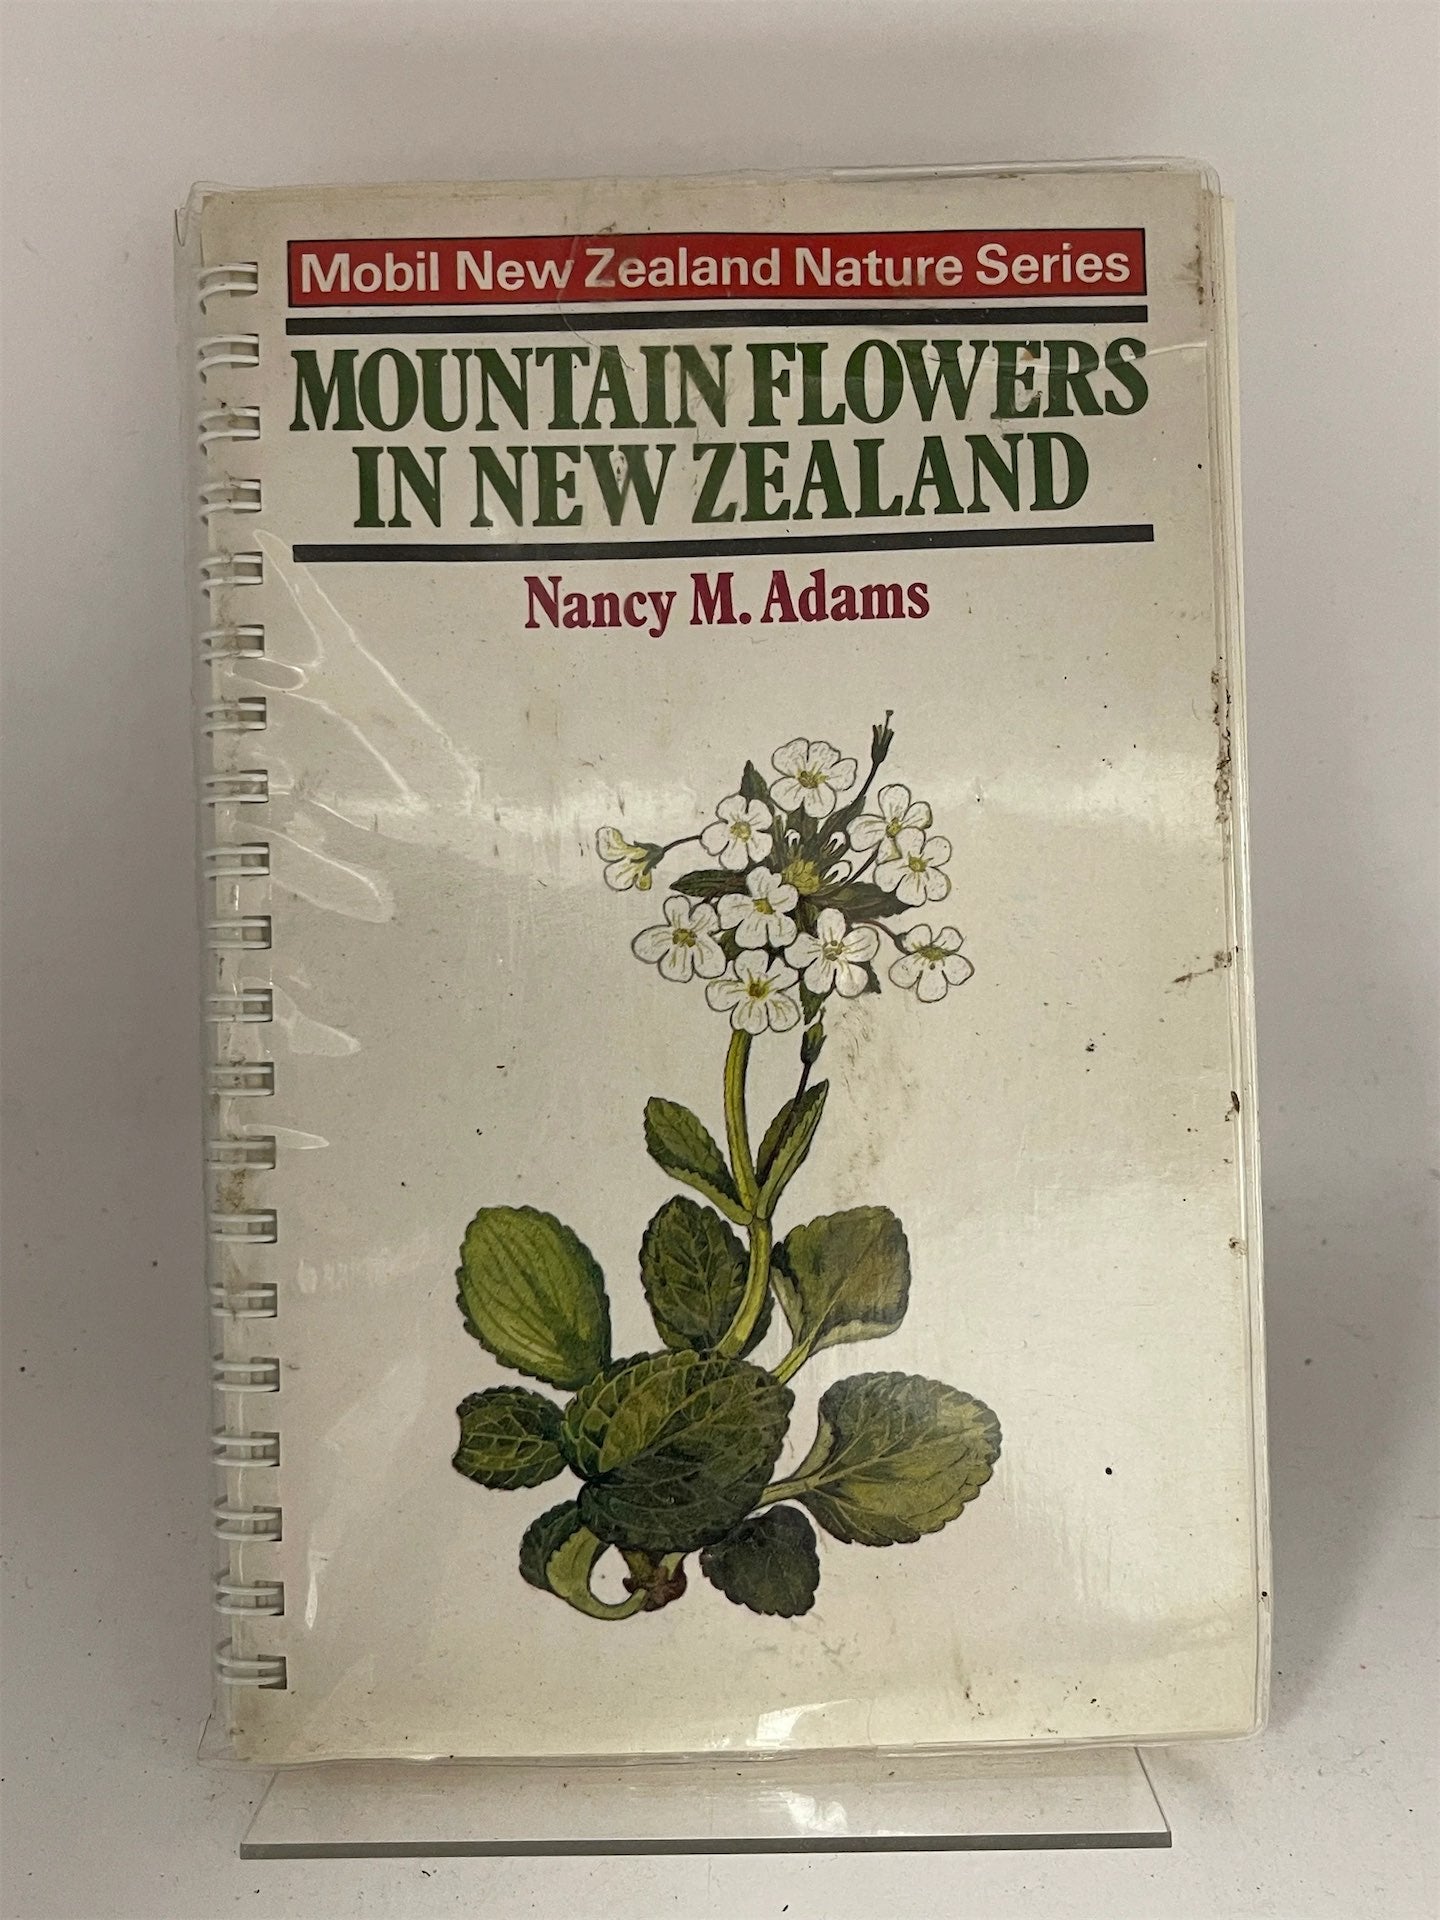 Mobil New Zealand Nature Series
MOUNTAIN FLOWERS
IN NEW ZEALAND
Nancy M. Adams